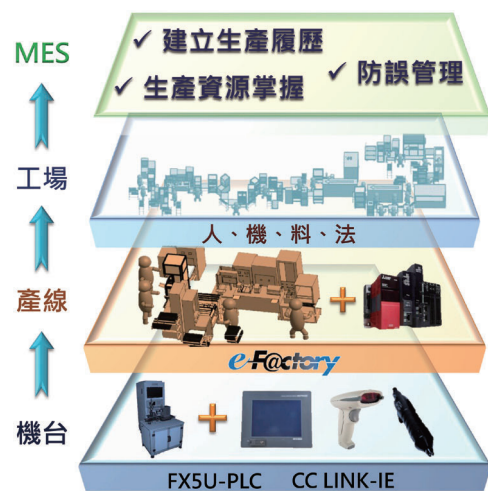 MES
✓ 建立生產履歷
✓ 生產資源掌握
✓ 防誤管理
工場
人、機、料、法
產線
e-F@ctory
機台
FX5U-PLC CC LINK-IE